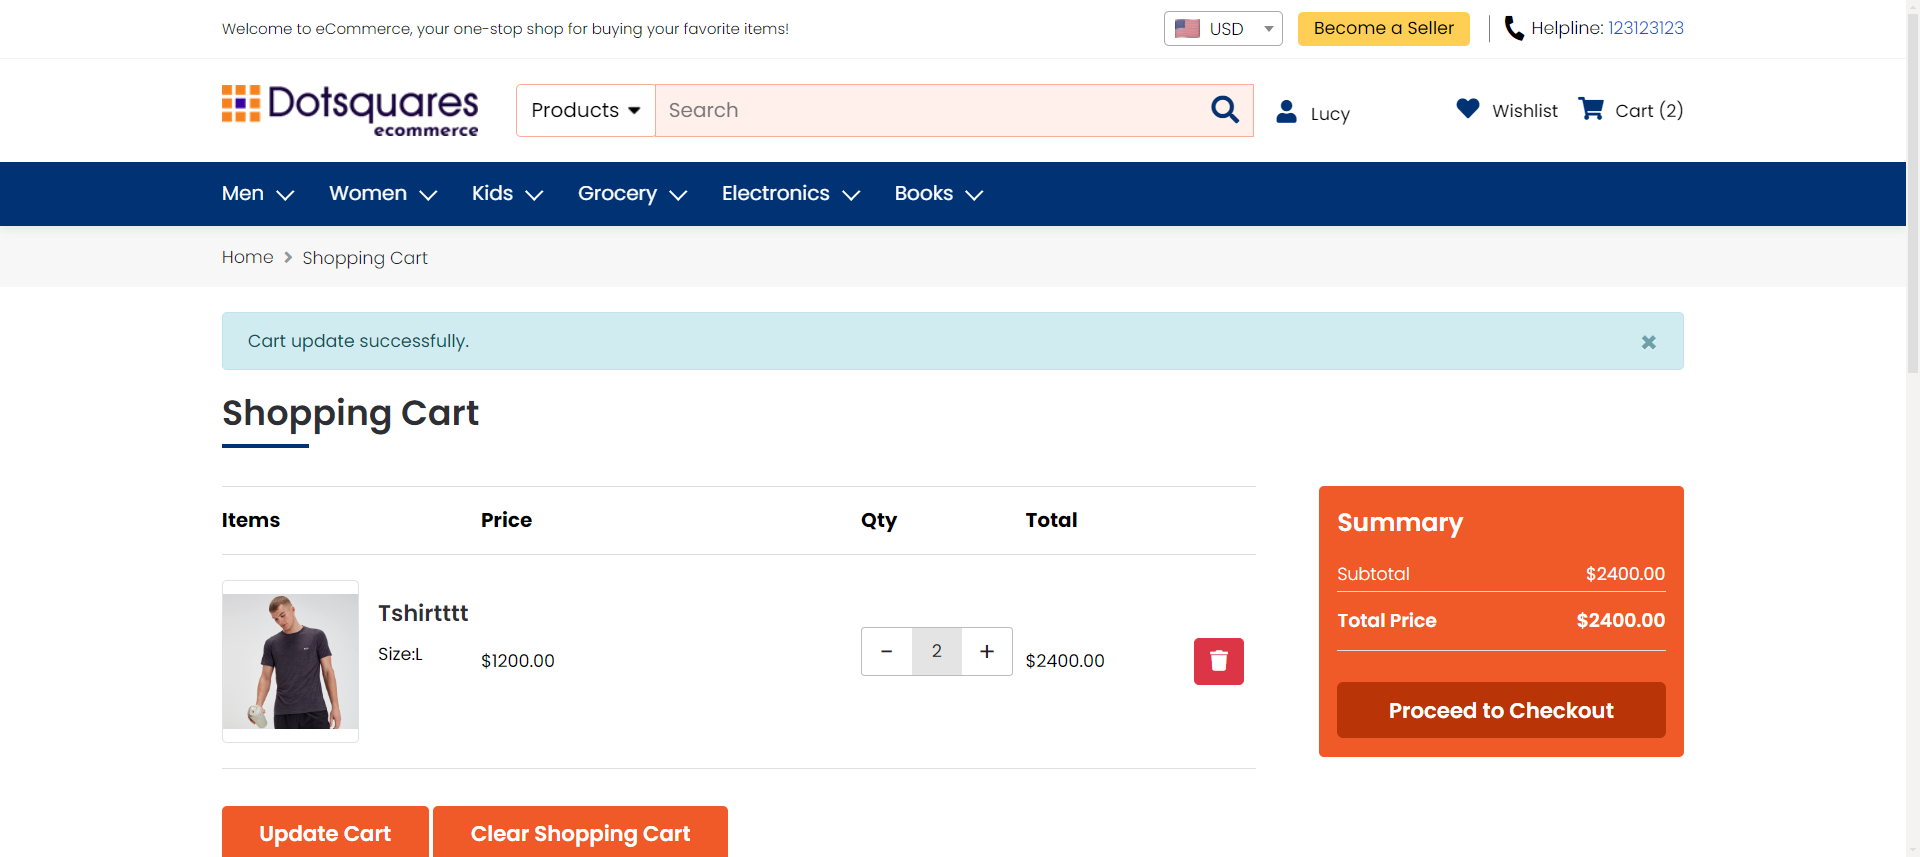 Welcome to eCommerce, your one-stop shop for buying your favorite items!
USD
Become a Seller
Helpline: 123123123
Dotsquares
ecommerce
Products
Search
Lucy
Wishlist
Cart (2)
Men
Women
Kids
Grocery
Electronics
Books
Home
Shopping Cart
Cart update successfully.
Shopping Cart
Items Price Qty Total
Tshirtttt
Size:L
$1200.00
- 2 +
$2400.00
Summary
Subtotal $2400.00
Total Price $2400.00
Proceed to Checkout
Update Cart
Clear Shopping Cart